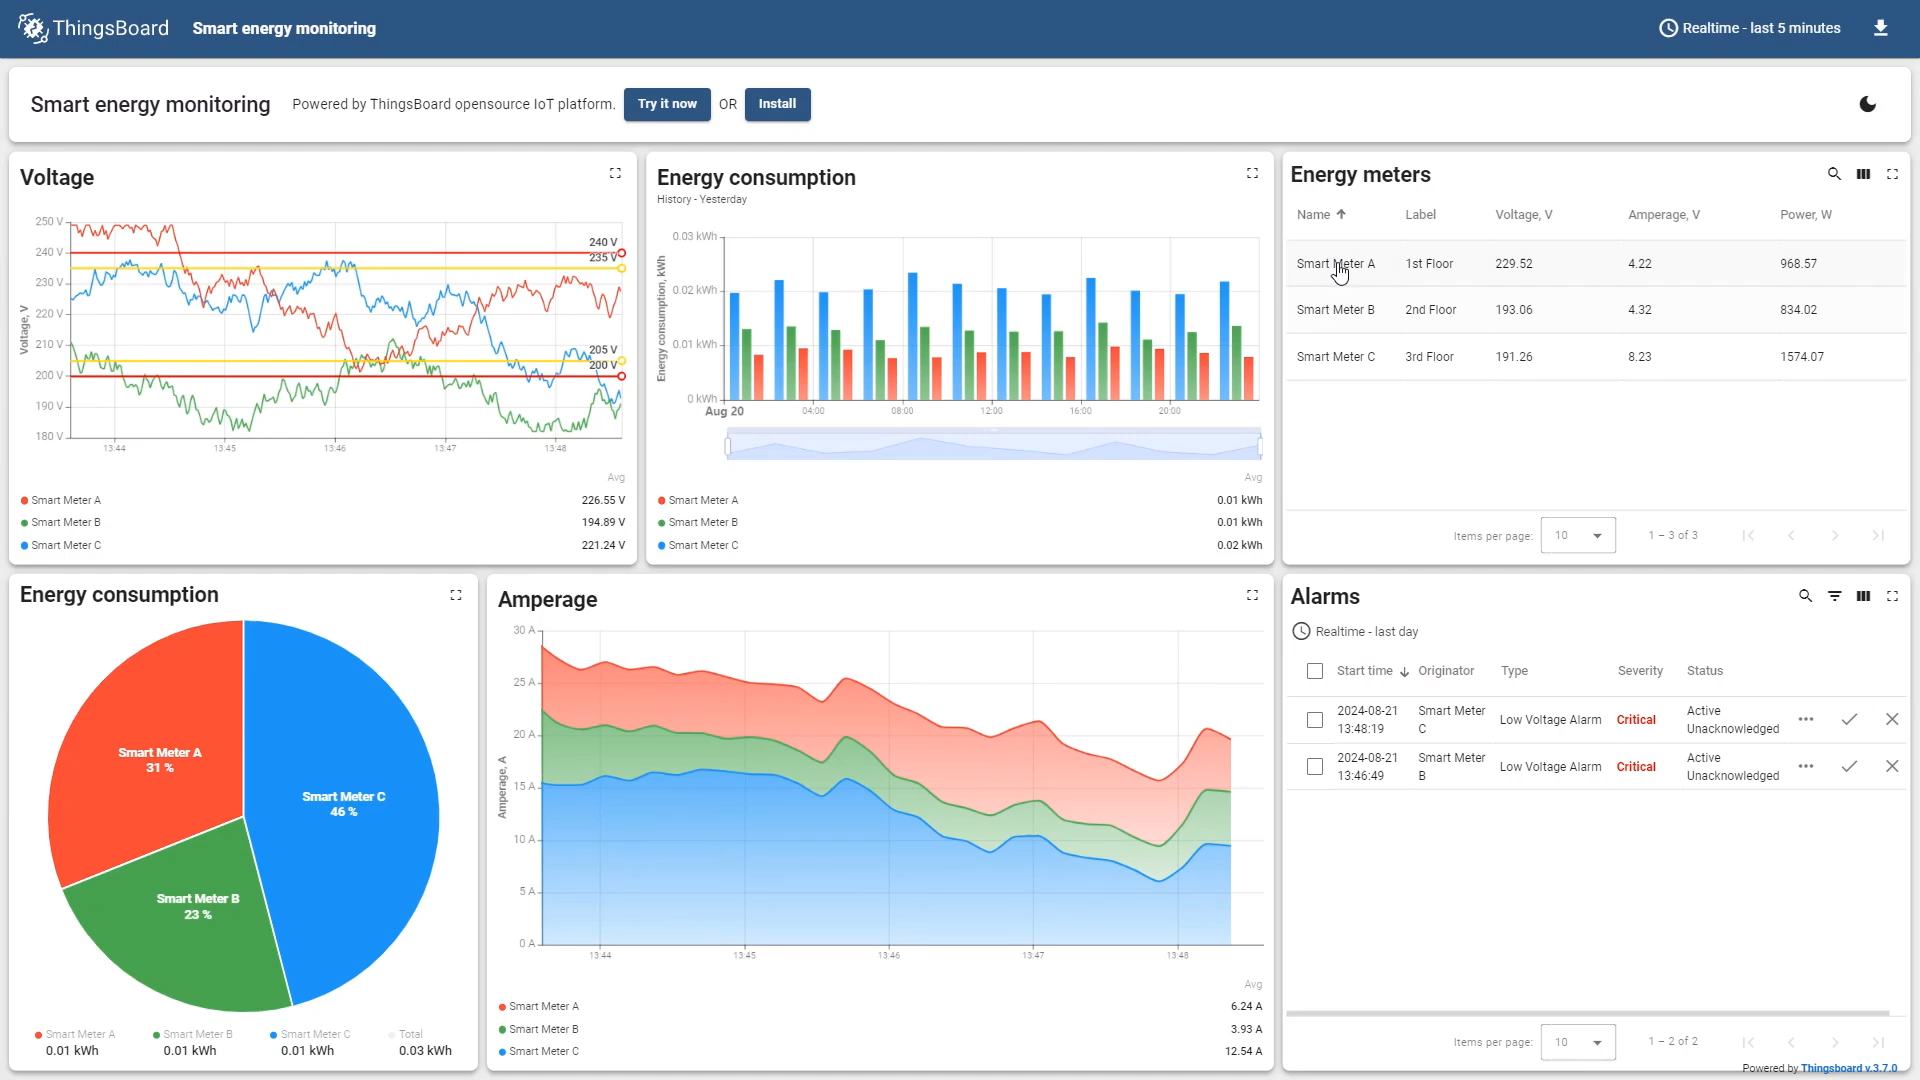 ThingsBoard
Smart energy monitoring
Realtime - last 5 minutes
Smart energy monitoring
Powered by ThingsBoard opensource IoT platform.
Try it now
OR
Install
Voltage
250 V
240 V
230 V
220 V
210 V
200 V
190 V
180 V
Voltage, V
240 V
235 V
205 V
200 V
13:44
13:45
13:46
13:47
13:48
Avg
Smart Meter A
226.55 V
Smart Meter B
194.89 V
Smart Meter C
221.24 V
Energy consumption
History - Yesterday
0.03 kWh
0.02 kWh
0.01 kWh
0 kWh
Energy consumption, kWh
Aug 20
04:00
08:00
12:00
16:00
20:00
Avg
Smart Meter A
0.01 kWh
Smart Meter B
0.01 kWh
Smart Meter C
0.02 kWh
Energy meters
Name Label Voltage, V Amperage, V Power, W
Smart Meter A 1st Floor 229.52 4.22 968.57
Smart Meter B 2nd Floor 193.06 4.32 834.02
Smart Meter C 3rd Floor 191.26 8.23 1574.07
Items per page: 10 1 – 3 of 3
Energy consumption
Smart Meter A
31 %
Smart Meter C
46 %
Smart Meter B
23 %
Smart Meter A
0.01 kWh
Smart Meter B
0.01 kWh
Smart Meter C
0.01 kWh
Total
0.03 kWh
Amperage
30 A
25 A
20 A
15 A
10 A
5 A
0 A
Amperage, A
13:44
13:45
13:46
13:47
13:48
Avg
Smart Meter A
6.24 A
Smart Meter B
3.93 A
Smart Meter C
12.54 A
Alarms
Realtime - last day
Start time Originator Type Severity Status
2024-08-21 Smart Meter Active
13:48:19 C Low Voltage Alarm Critical Unacknowledged
2024-08-21 Smart Meter Active
13:46:49 B Low Voltage Alarm Critical Unacknowledged
Items per page: 10 1 – 2 of 2
Powered by Thingsboard v.3.7.0